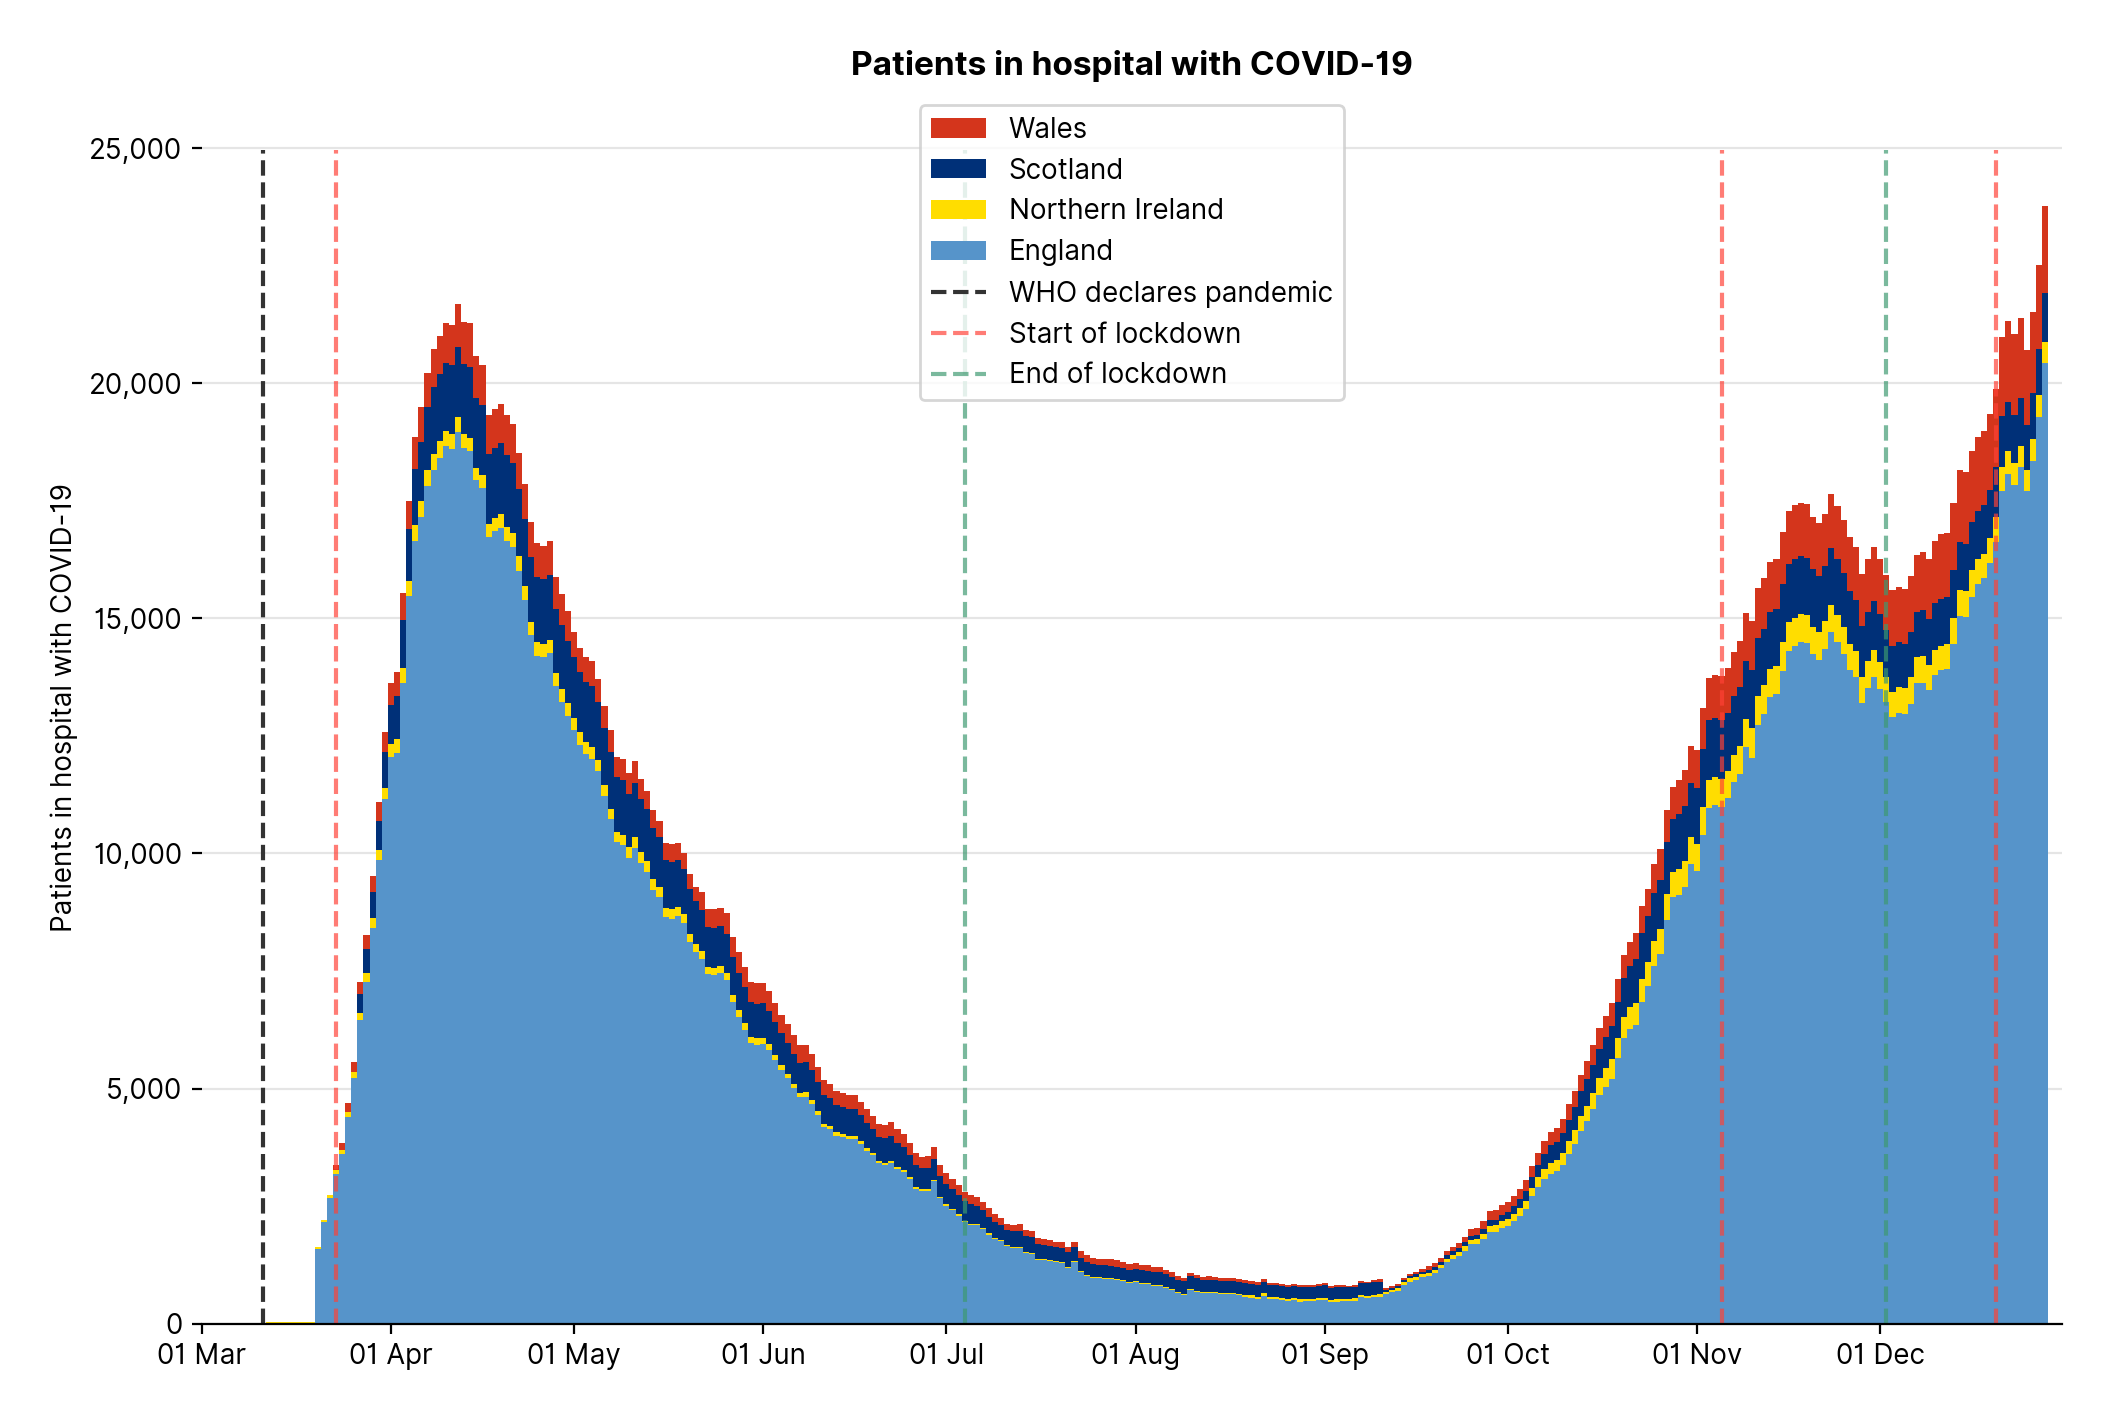 Patients in hospital with COVID-19
Wales
Scotland
Northern Ireland
England
WHO declares pandemic
Start of lockdown
End of lockdown
Patients in hospital with COVID-19
25,000
20,000
15,000
10,000
5,000
0
01 Mar
01 Apr
01 May
01 Jun
01 Jul
01 Aug
01 Sep
01 Oct
01 Nov
01 Dec